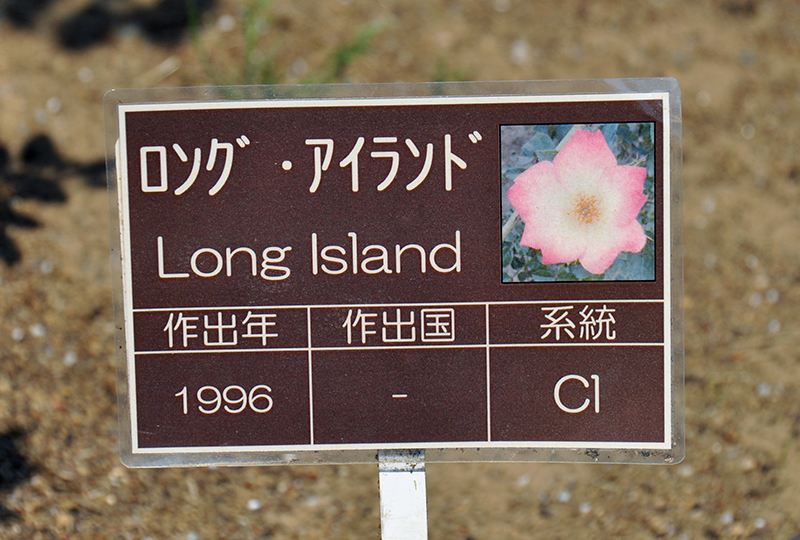 ロング・アイランド
Long Island
作出年 作出国 系統
1996 - Cl